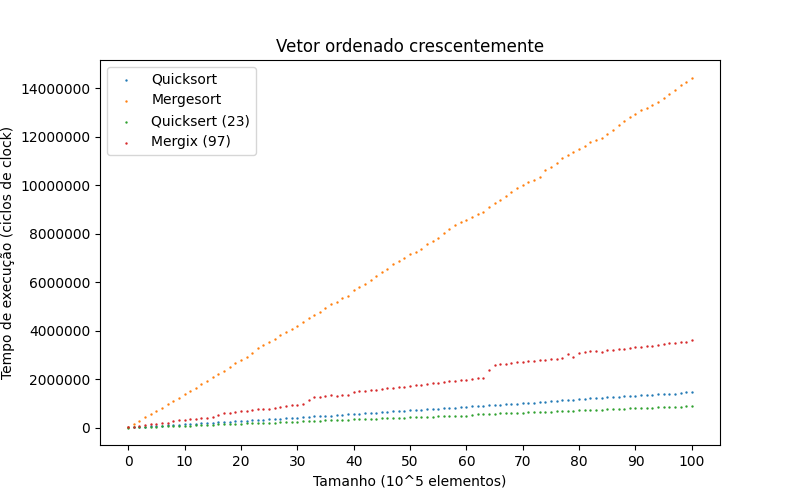 Vetor ordenado crescentemente
Quicksort
Mergesort
Quicksert (23)
Mergix (97)
Tempo de execução (ciclos de clock)
14000000
12000000
10000000
8000000
6000000
4000000
2000000
0
0 10 20 30 40 50 60 70 80 90 100
Tamanho (10^5 elementos)